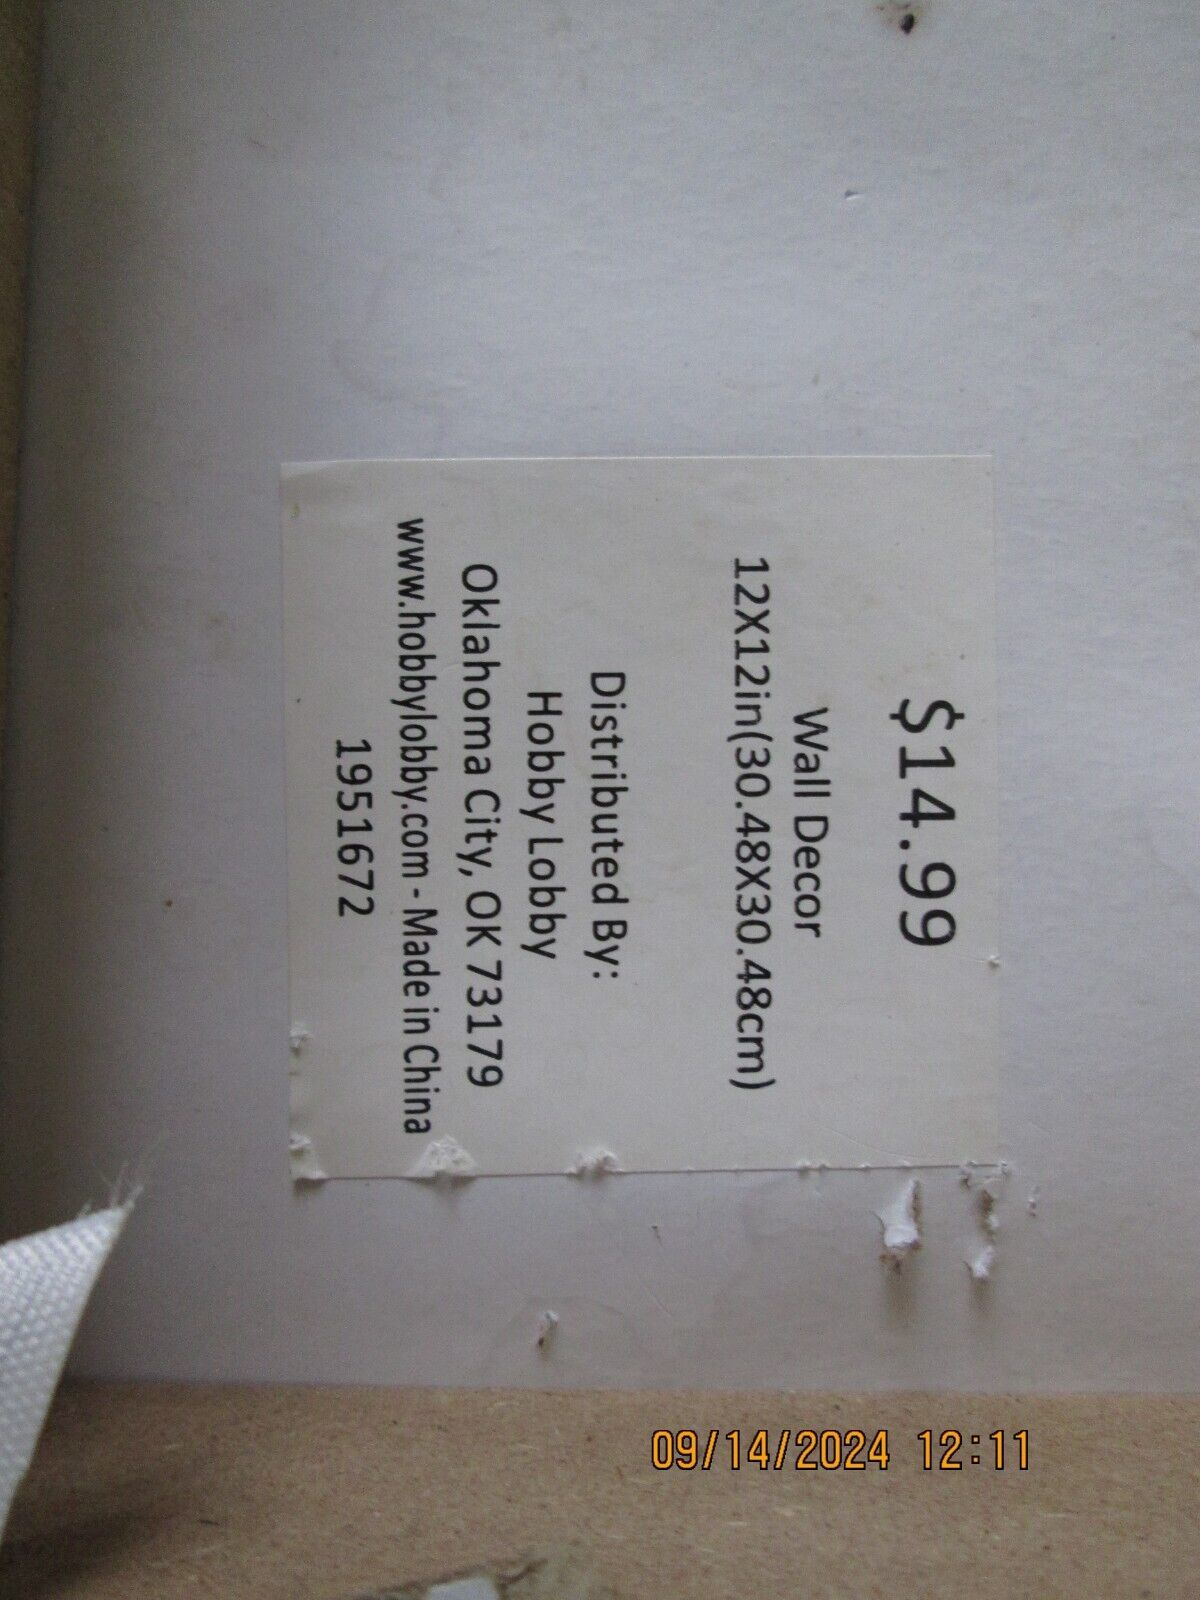 $14.99
Wall Decor
12X12in(30.48X30.48cm)
Distributed By:
Hobby Lobby
Oklahoma City, OK 73179
www.hobbylobby.com - Made in China
1951672
09/14/2024 12:11